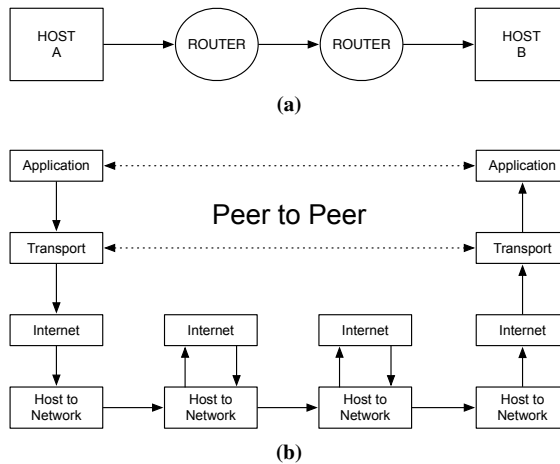 HOST
A
ROUTER
ROUTER
HOST
B
(a)
Application
Application
Peer to Peer
Transport
Transport
Internet
Internet
Internet
Internet
Host to
Network
Host to
Network
Host to
Network
Host to
Network
(b)